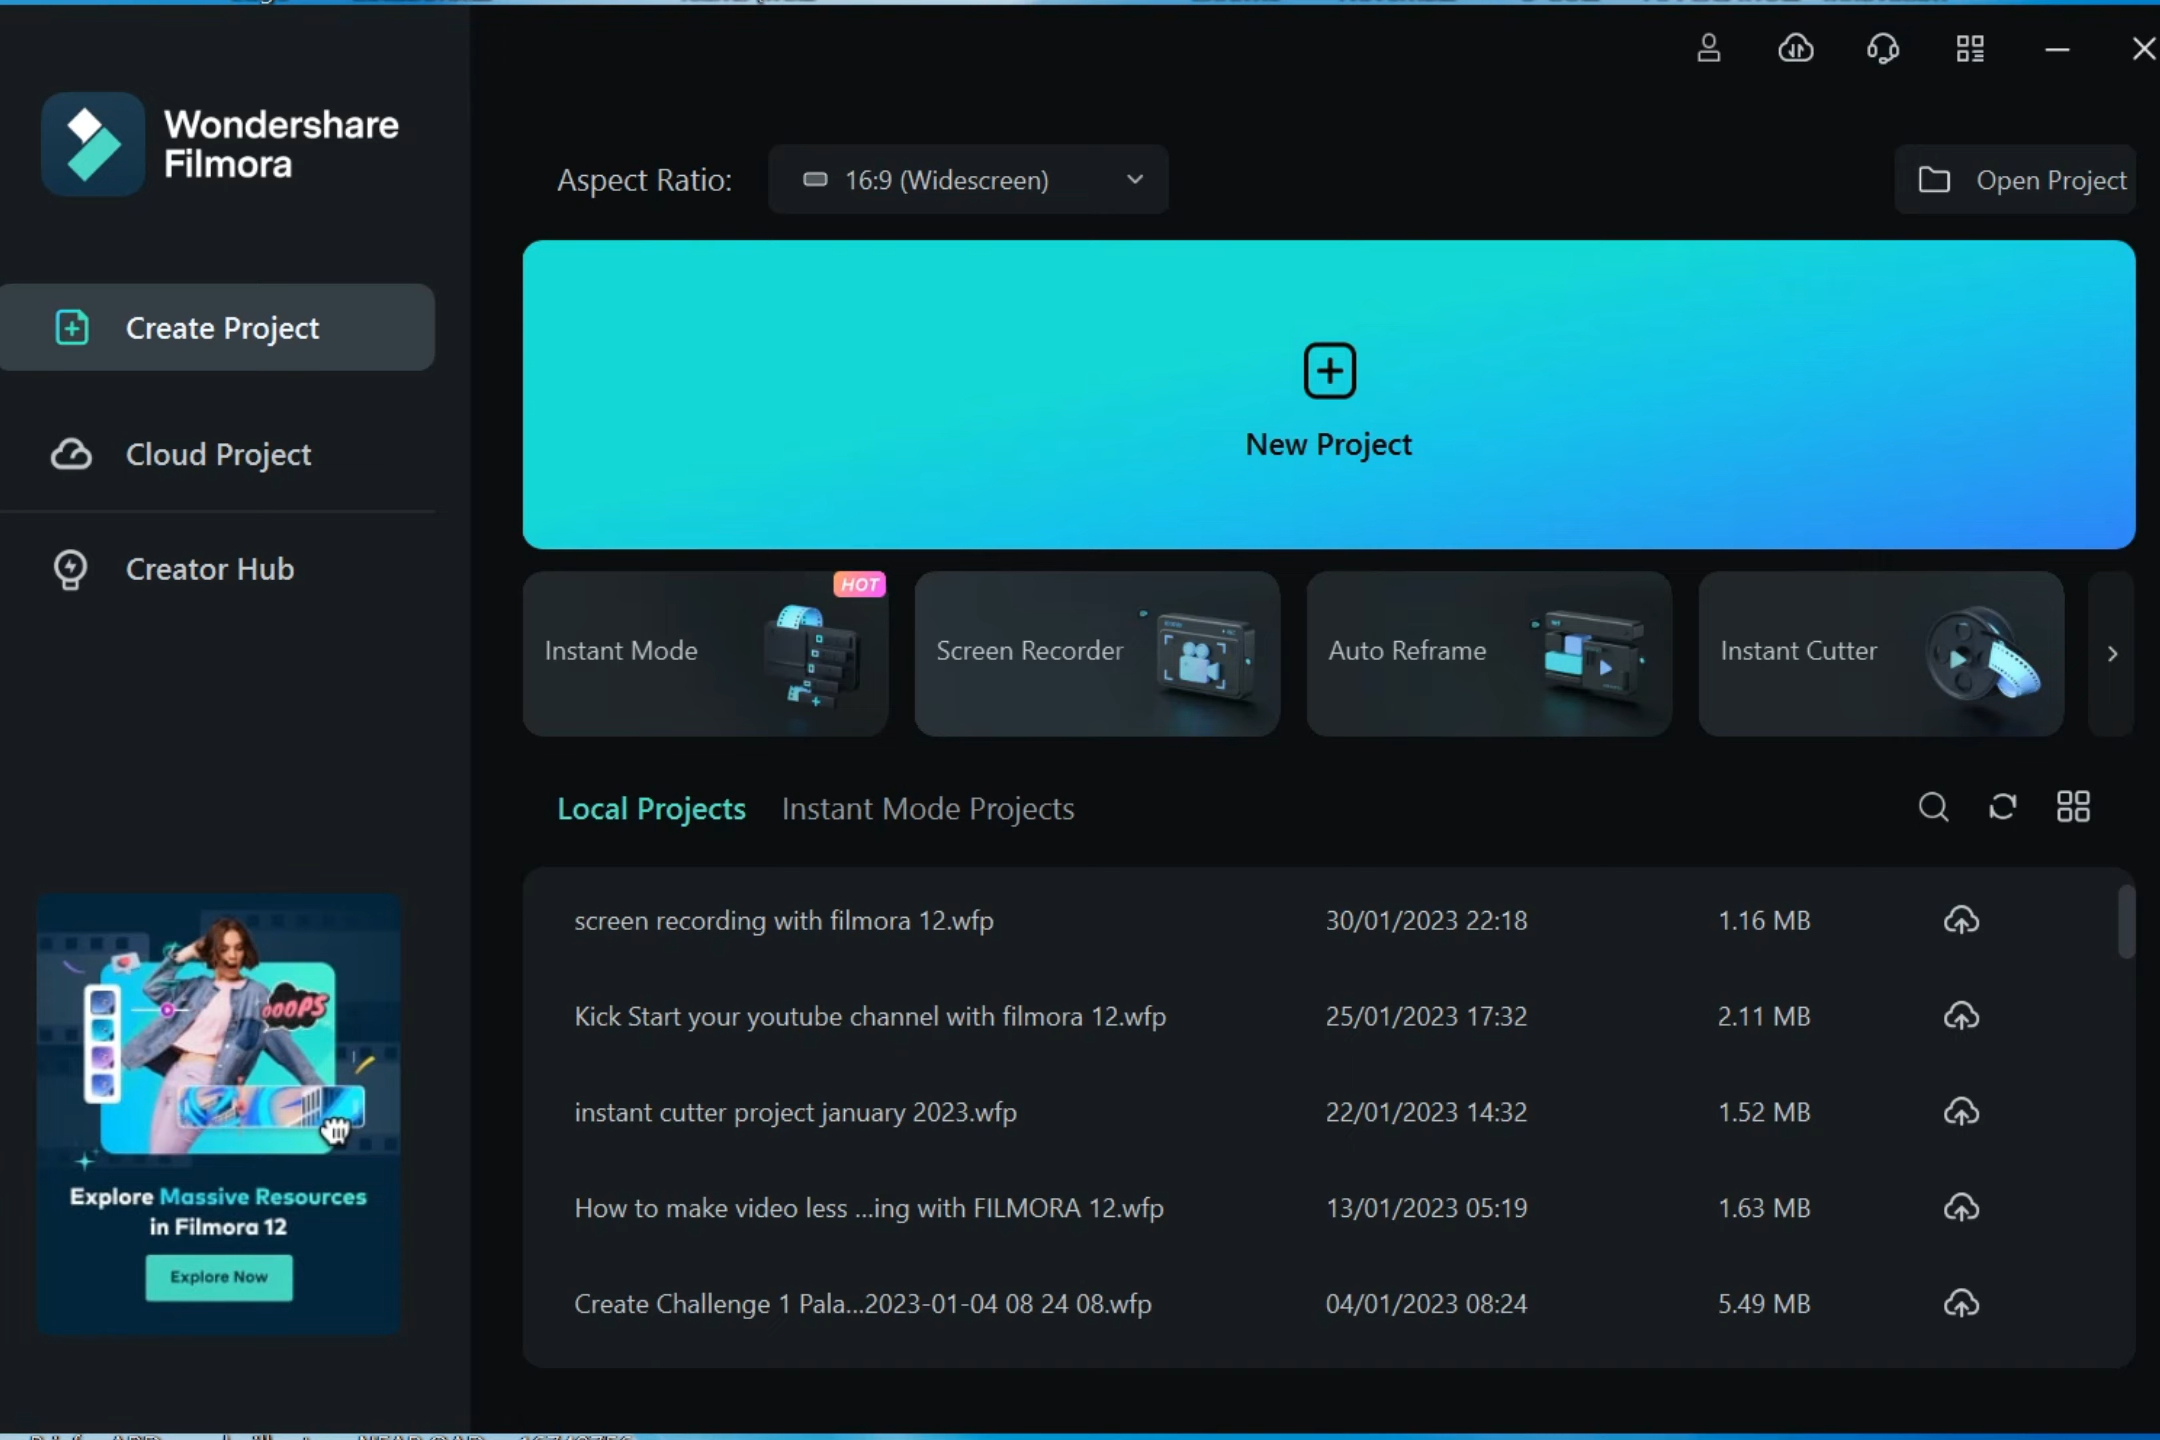 Wondershare
Filmora
Aspect Ratio:
16:9 (Widescreen)
Open Project
Create Project
Cloud Project
Creator Hub
New Project
HOT
Instant Mode
Screen Recorder
Auto Reframe
Instant Cutter
Local Projects
Instant Mode Projects
screen recording with filmora 12.wfp 30/01/2023 22:18 1.16 MB
Kick Start your youtube channel with filmora 12.wfp 25/01/2023 17:32 2.11 MB
instant cutter project january 2023.wfp 22/01/2023 14:32 1.52 MB
How to make video less ...ing with FILMORA 12.wfp 13/01/2023 05:19 1.63 MB
Create Challenge 1 Pala...2023-01-04 08 24 08.wfp 04/01/2023 08:24 5.49 MB
OOOPS
Explore Massive Resources
in Filmora 12
Explore Now